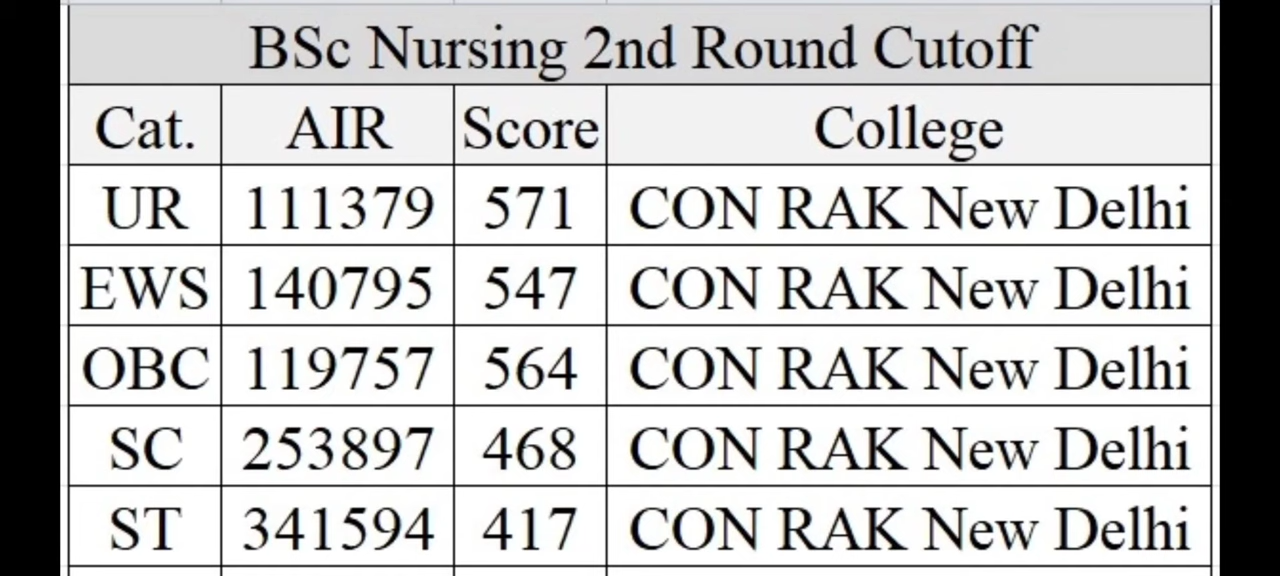 BSc Nursing 2nd Round Cutoff
Cat. AIR Score College
UR 111379 571 CON RAK New Delhi
EWS 140795 547 CON RAK New Delhi
OBC 119757 564 CON RAK New Delhi
SC 253897 468 CON RAK New Delhi
ST 341594 417 CON RAK New Delhi